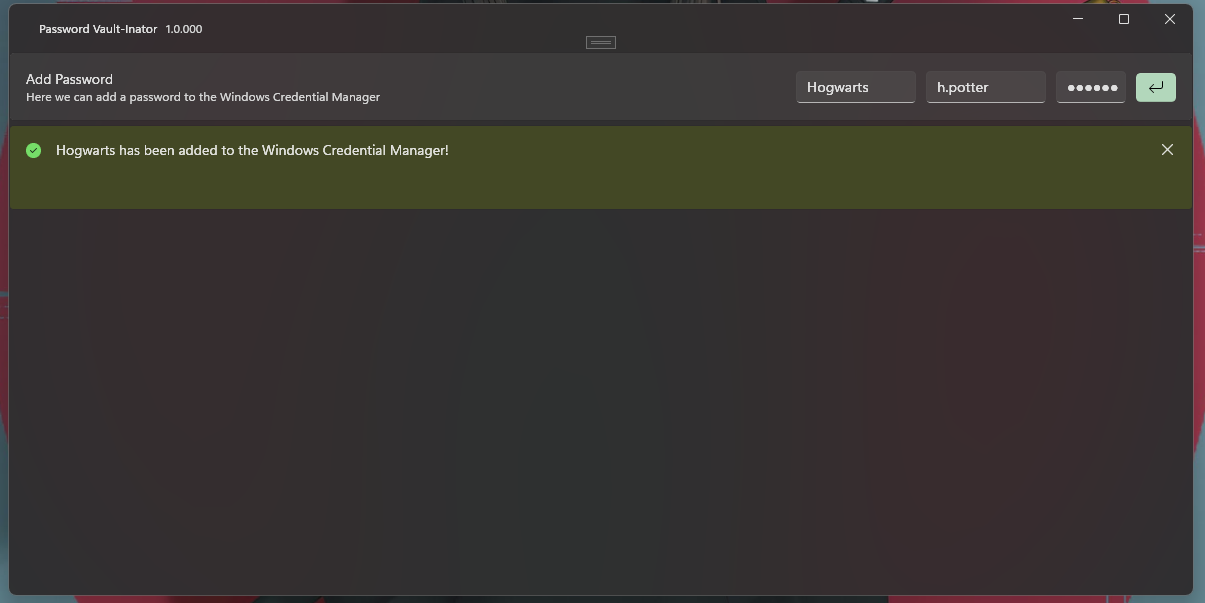 Password Vault-Inator 1.0.000
Add Password
Here we can add a password to the Windows Credential Manager
Hogwarts
h.potter
●●●●●●
Hogwarts has been added to the Windows Credential Manager!